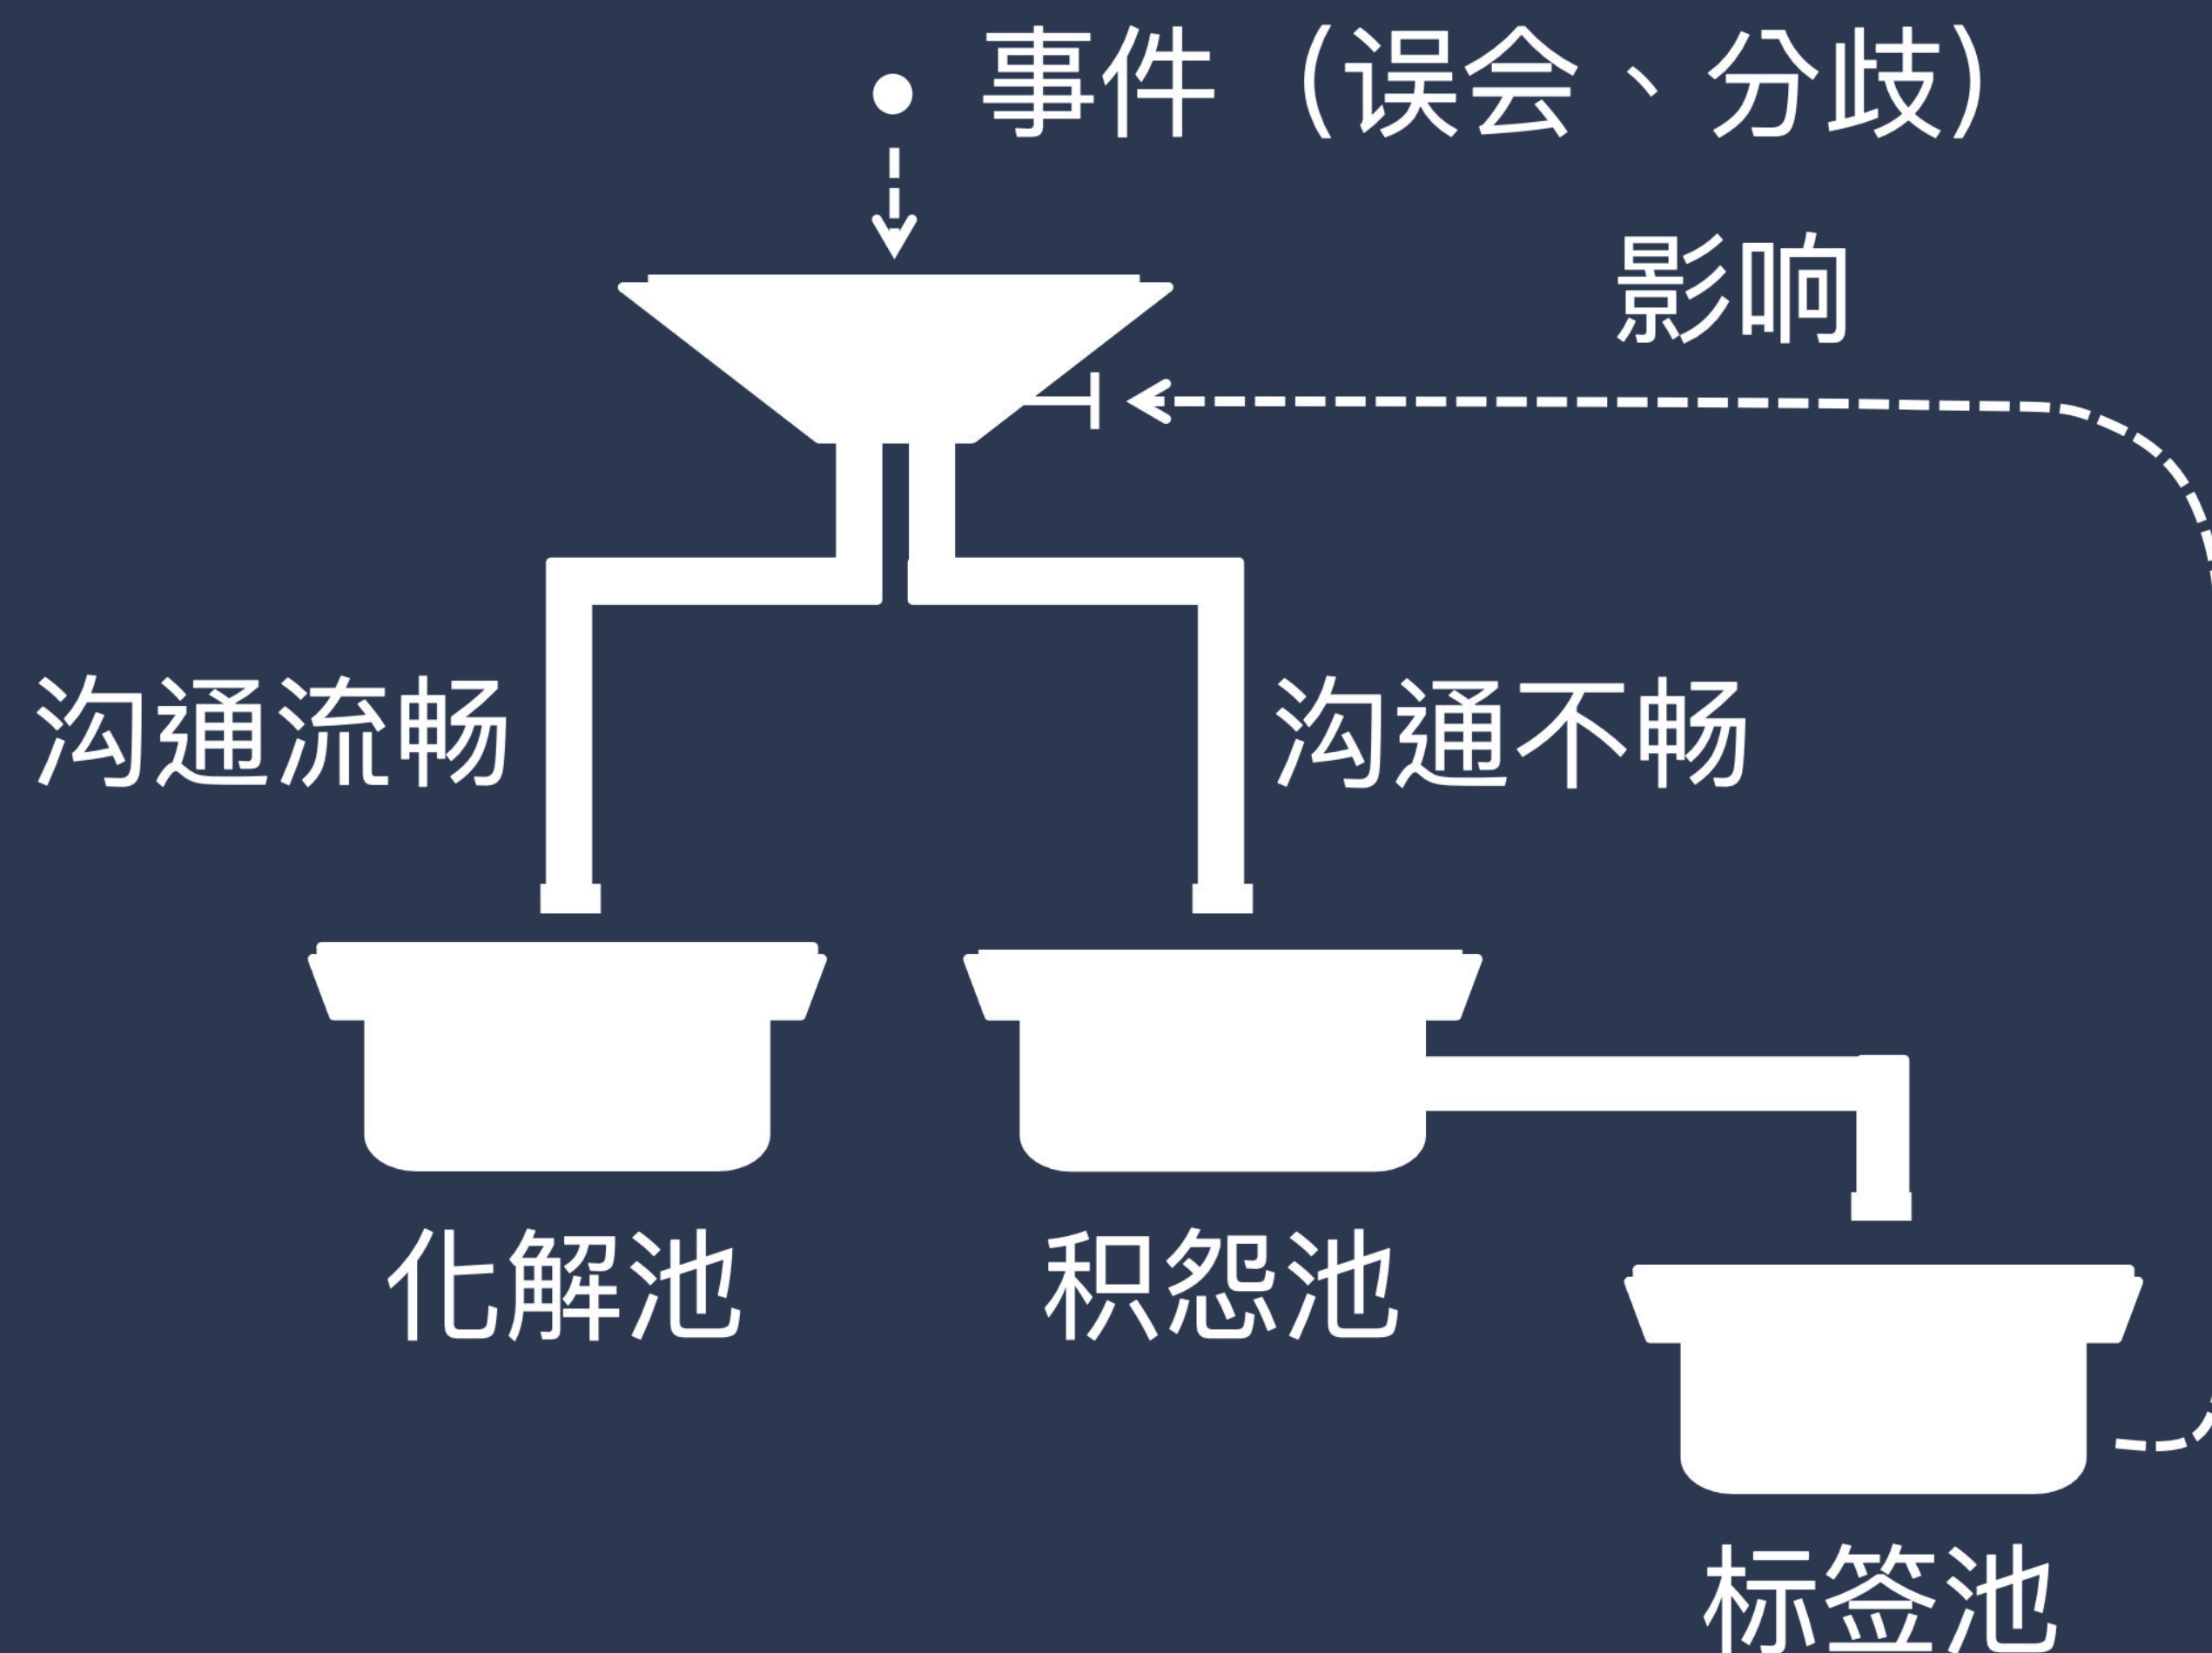 事件（误会、分歧）
影响
沟通流畅
沟通不畅
化解池
积怨池
标签池